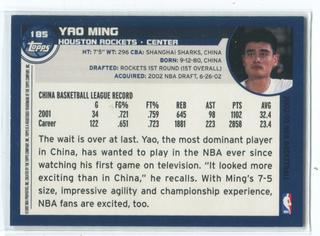 185
YAO MING
Topps
HOUSTON ROCKETS • CENTER
HT: 7'5" WT: 296 CBA: SHANGHAI SHARKS, CHINA
BORN: 9-12-80, CHINA
DRAFTED: ROCKETS 1ST ROUND (1ST OVERALL)
ACQUIRED: 2002 NBA DRAFT, 6-26-02
CHINA BASKETBALL LEAGUE RECORD
G FG% FT% REB AST PTS AVG
2001 34 .721 .759 645 98 1102 32.4
Career 122 .651 .723 1881 223 2858 23.4
The wait is over at last. Yao, the most dominant player
in China, has wanted to play in the NBA ever since
watching his first game on television. "It looked more
exciting than in China," he recalls. With Ming's 7-5
size, impressive agility and championship experience,
NBA fans are excited, too.